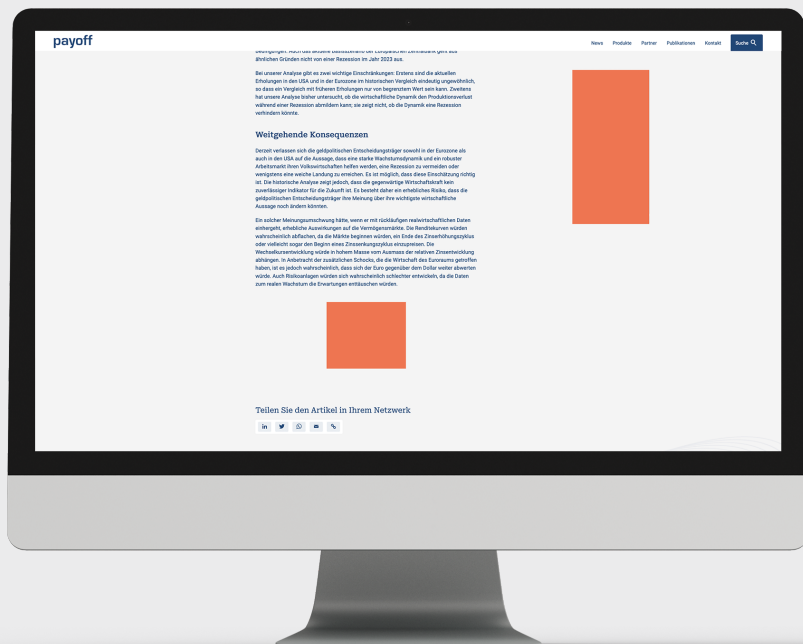 payoff
News Produkte Partner Publikationen Kontakt Suche
Bedingungen. Auch das aktuelle Basisszenario der Europäischen Zentralbank geht aus
ähnlichen Gründen nicht von einer Rezession im Jahr 2023 aus.
Bei unserer Analyse gibt es zwei wichtige Einschränkungen: Erstens sind die aktuellen
Erholungen in den USA und in der Eurozone im historischen Vergleich eindeutig ungewöhnlich,
so dass ein Vergleich mit früheren Erholungen nur von begrenztem Wert sein kann. Zweitens
hat unsere Analyse bisher untersucht, ob die wirtschaftliche Dynamik den Produktionsverlust
während einer Rezession abmildern kann; sie zeigt nicht, ob die Dynamik eine Rezession
verhindern könnte.
Weitgehende Konsequenzen
Derzeit verlassen sich die geldpolitischen Entscheidungsträger sowohl in der Eurozone als
auch in den USA auf die Aussage, dass eine starke Wachstumsdynamik und ein robuster
Arbeitsmarkt ihren Volkswirtschaften helfen werden, eine Rezession zu vermeiden oder
wenigstens eine weiche Landung zu erreichen. Es ist möglich, dass diese Einschätzung richtig
ist. Die historische Analyse zeigt jedoch, dass die gegenwärtige Wirtschaftskraft kein
zuverlässiger Indikator für die Zukunft ist. Es besteht daher ein erhebliches Risiko, dass die
geldpolitischen Entscheidungsträger ihre Meinung über ihre wichtigste wirtschaftliche
Aussage noch ändern könnten.
Ein solcher Meinungsumschwung hätte, wenn er mit rückläufigen realwirtschaftlichen Daten
einhergeht, erhebliche Auswirkungen auf die Vermögensmärkte. Die Renditekurven würden
wahrscheinlich abflachen, da die Märkte beginnen würden, ein Ende des Zinserhöhungszyklus
oder vielleicht sogar den Beginn eines Zinssenkungszyklus einzupreisen. Die
Wechselkursentwicklung würde in hohem Masse vom Ausmass der relativen Zinsentwicklung
abhängen. In Anbetracht der zusätzlichen Schocks, die die Wirtschaft des Euroraums getroffen
haben, ist es jedoch wahrscheinlich, dass sich der Euro gegenüber dem Dollar weiter abwerten
würde. Auch Risikoanlagen würden sich wahrscheinlich schlechter entwickeln, da die Daten
zum realen Wachstum die Erwartungen enttäuschen würden.
Teilen Sie den Artikel in Ihrem Netzwerk
in